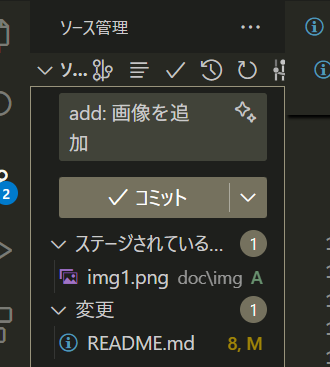 ソース管理
ソ...
add: 画像を追
加
コミット
ステージされている... 1
img1.png doc\img A
変更 1
README.md 8, M
2